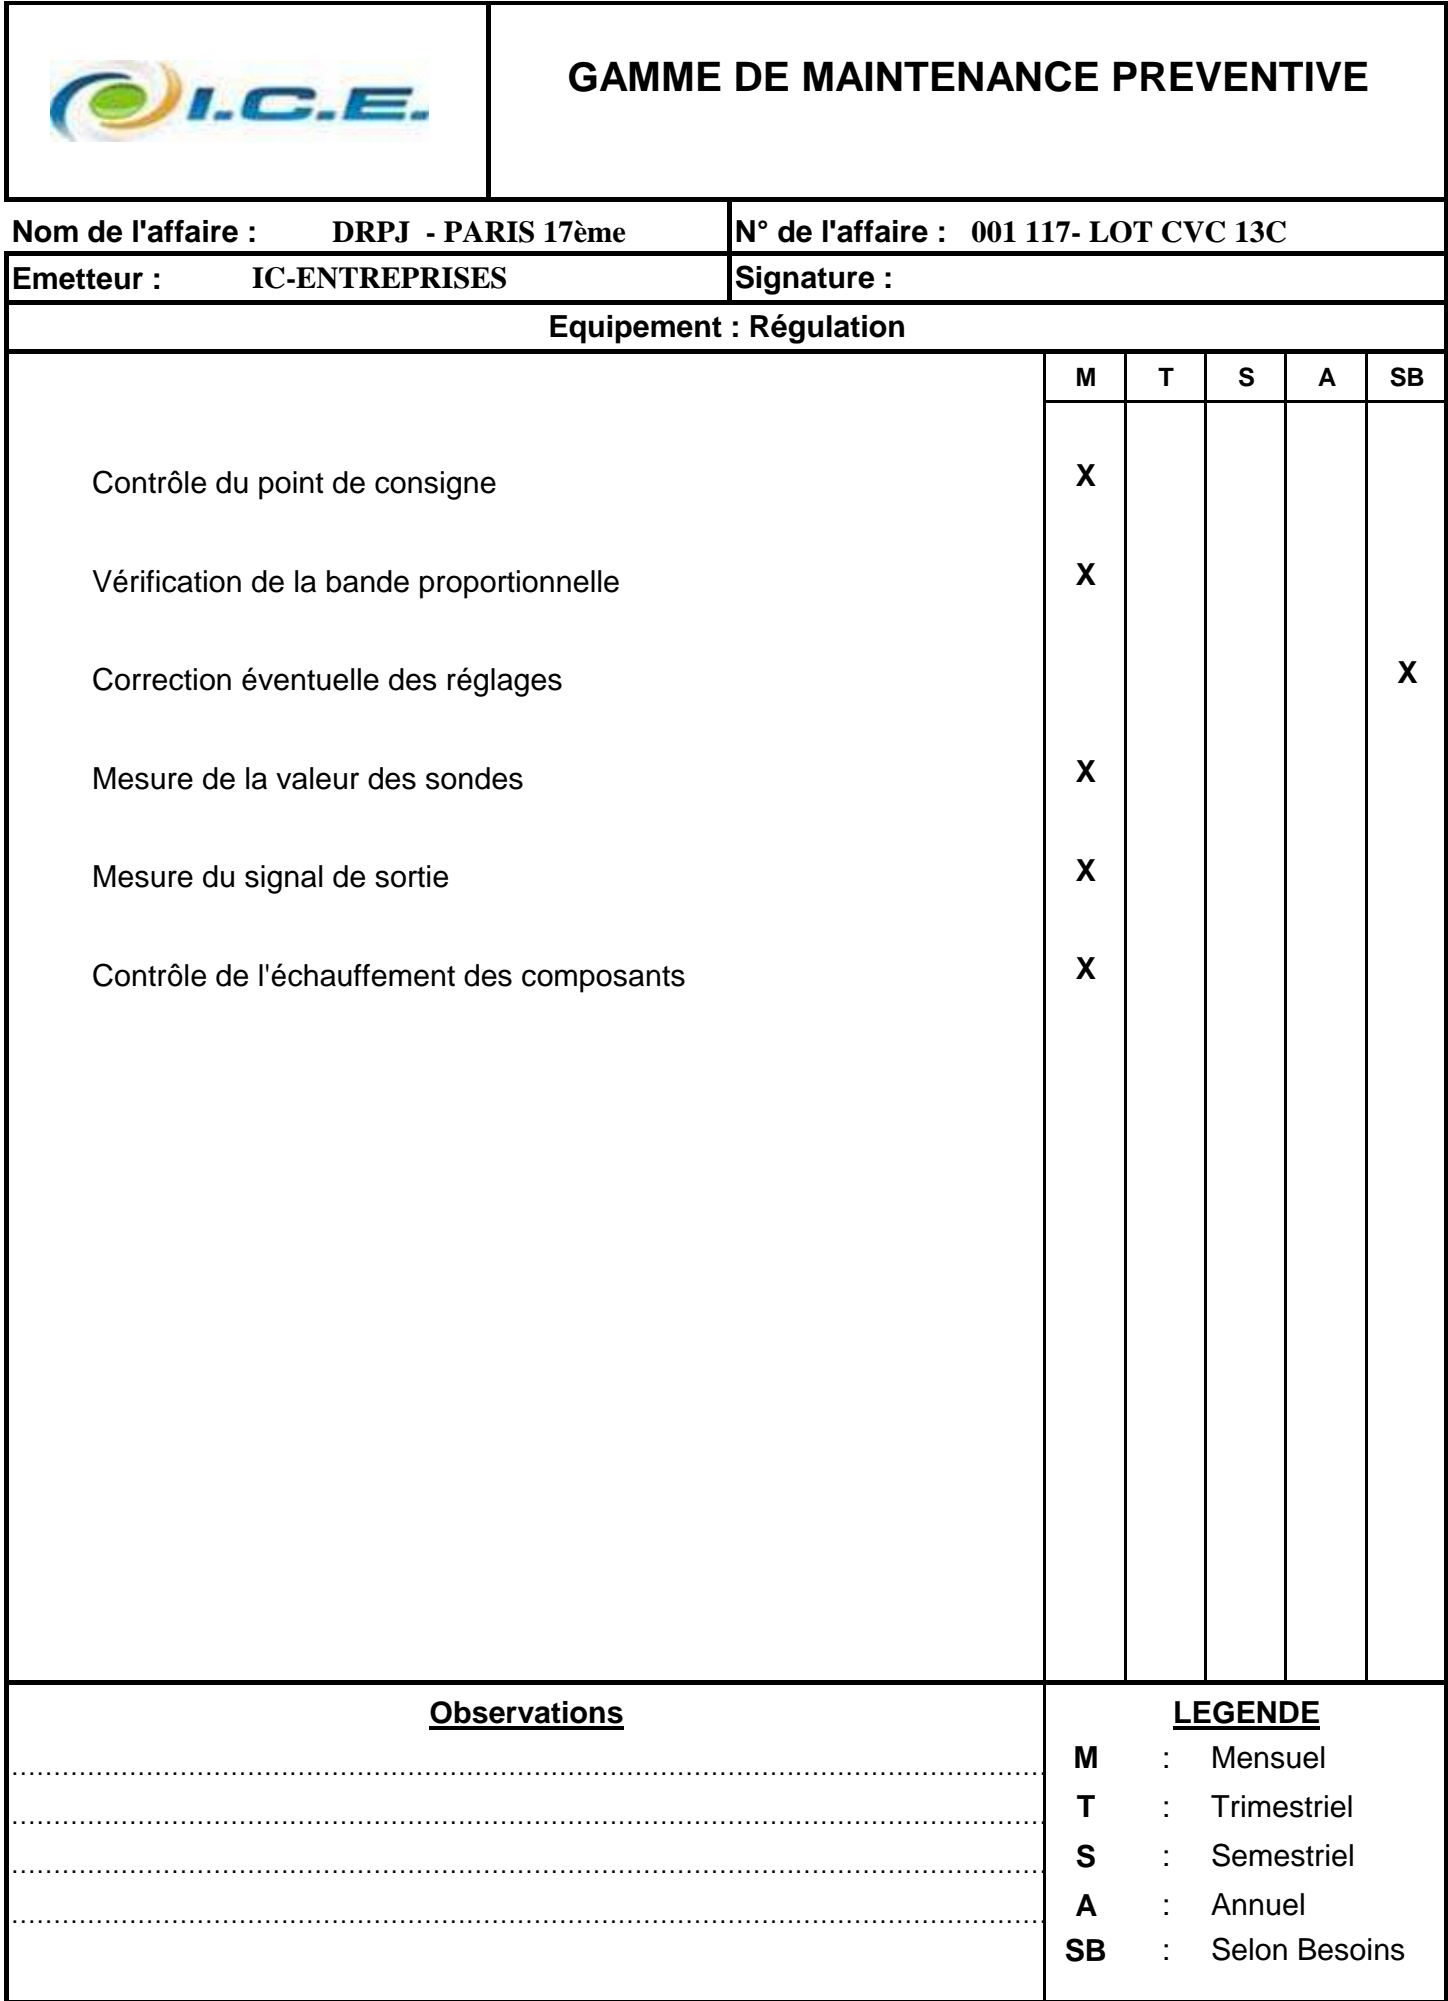 I.C.E.
GAMME DE MAINTENANCE PREVENTIVE
Nom de l'affaire : DRPJ - PARIS 17ème
N° de l'affaire : 001 117- LOT CVC 13C
Emetteur : IC-ENTREPRISES
Signature :
Equipement : Régulation
M T S A SB
Contrôle du point de consigne X
Vérification de la bande proportionnelle X
Correction éventuelle des réglages X
Mesure de la valeur des sondes X
Mesure du signal de sortie X
Contrôle de l'échauffement des composants X
Observations
LEGENDE
M : Mensuel
T : Trimestriel
S : Semestriel
A : Annuel
SB : Selon Besoins